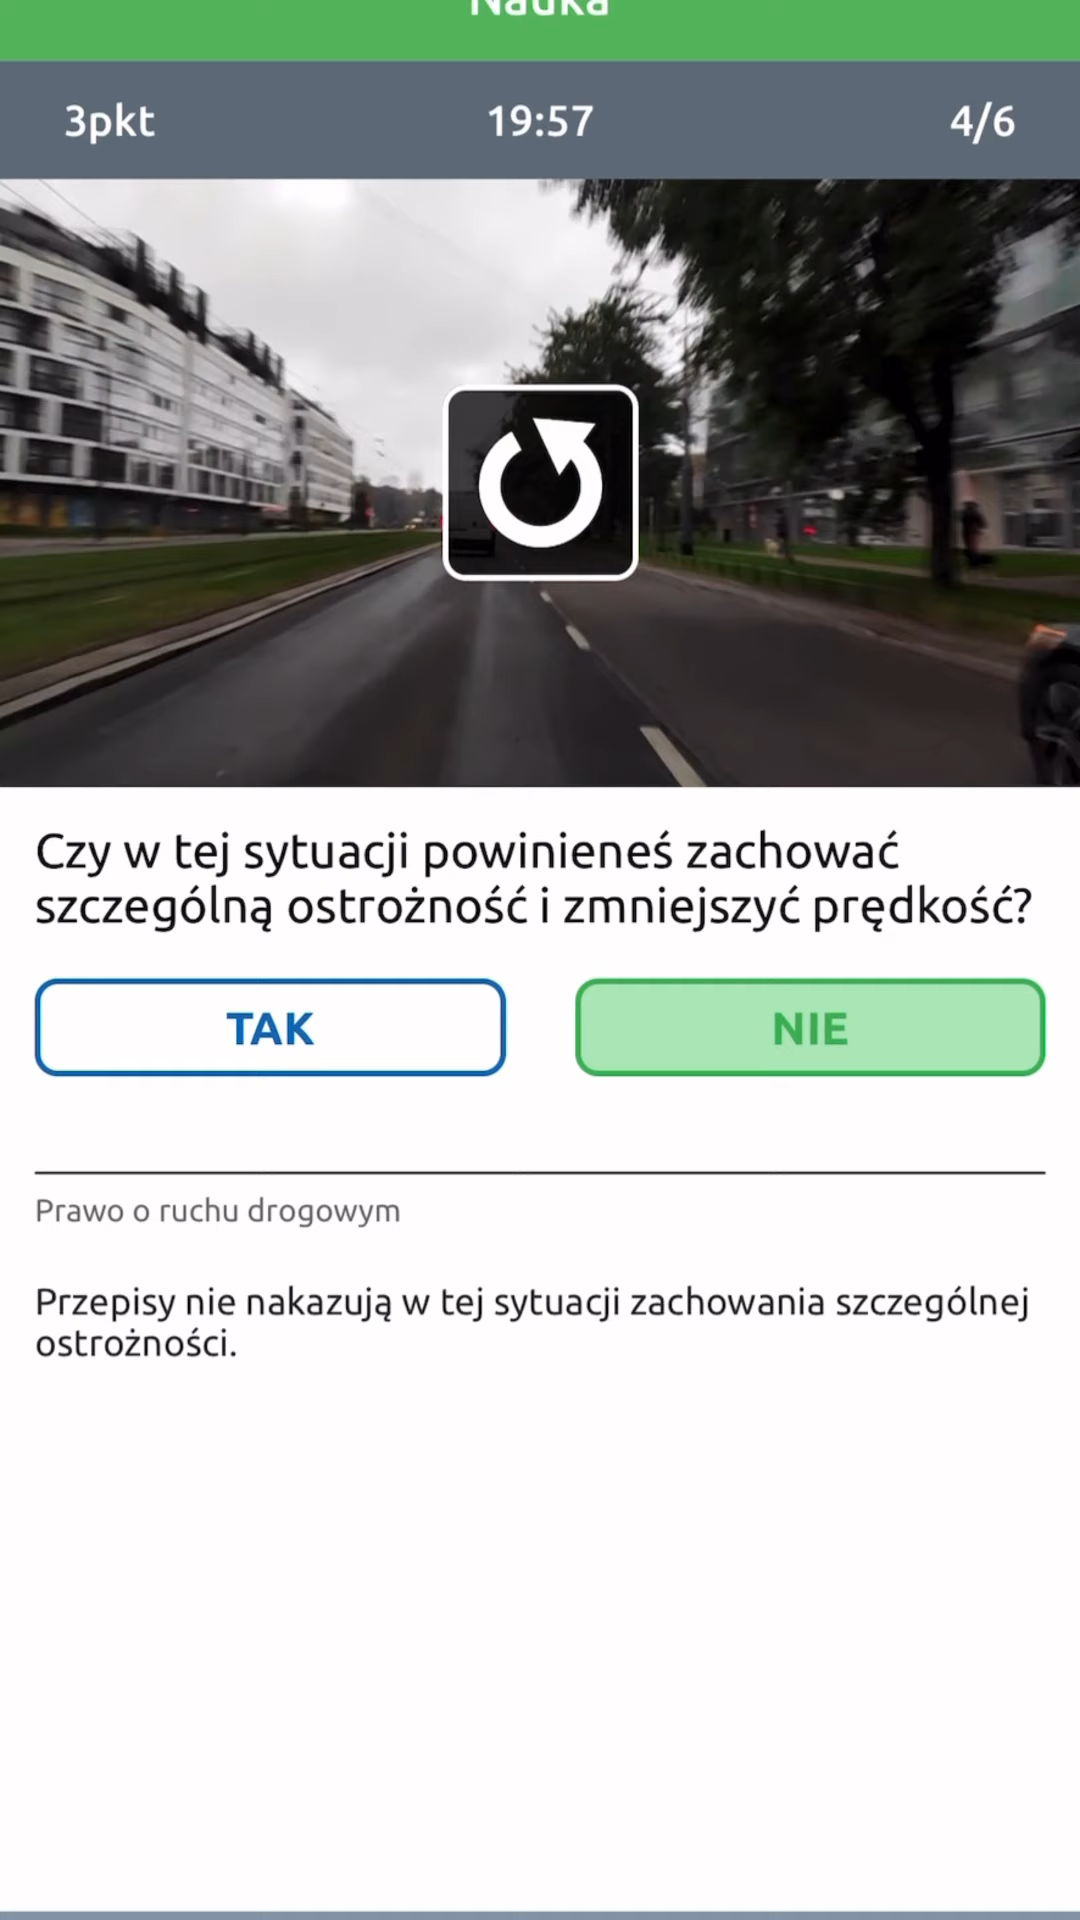 Nauka
3pkt
19:57
4/6
Czy w tej sytuacji powinieneś zachować
szczególną ostrożność i zmniejszyć prędkość?
TAK
NIE
Prawo o ruchu drogowym
Przepisy nie nakazują w tej sytuacji zachowania szczególnej
ostrożności.